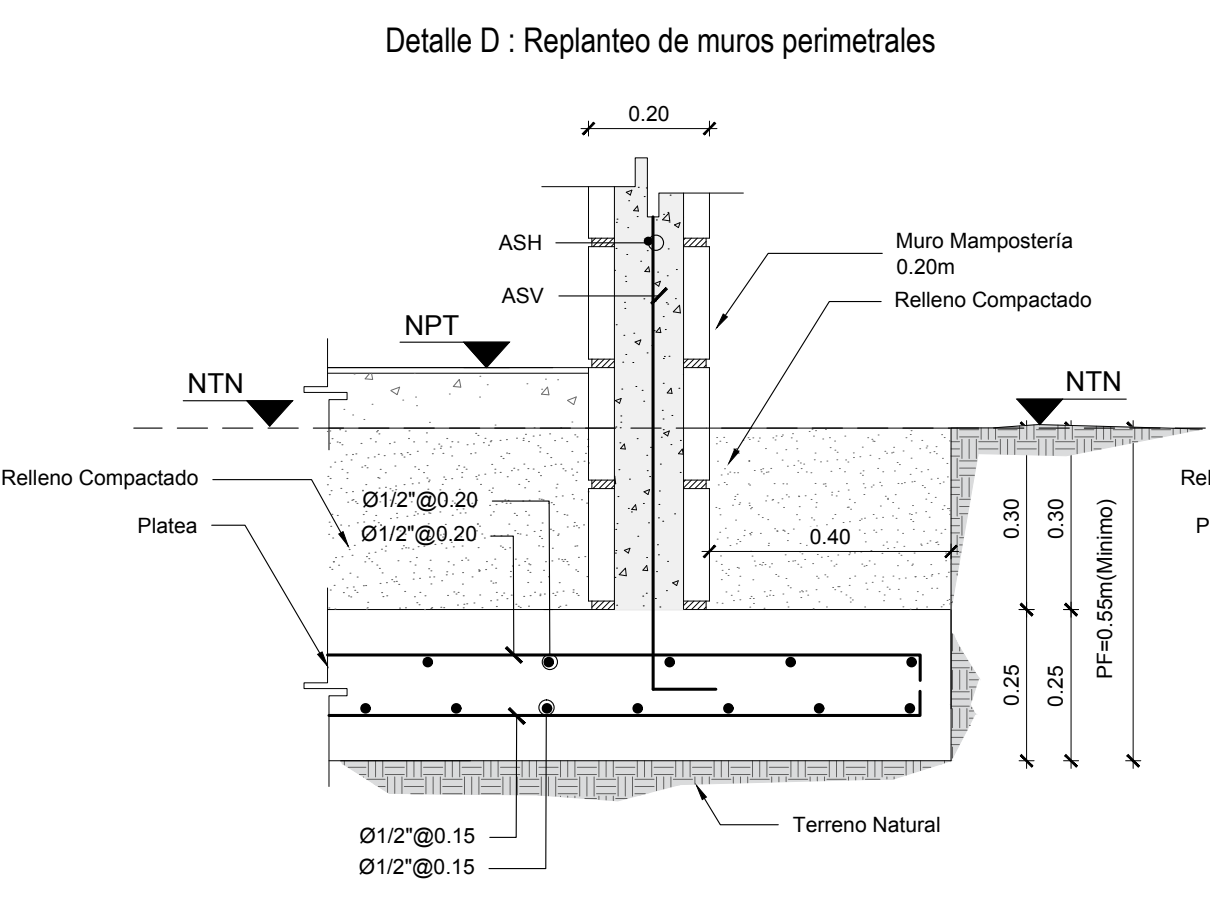 Detalle D : Replanteo de muros perimetrales
0.20
ASH
Muro Mampostería
0.20m
ASV
Relleno Compactado
NPT
NTN
NTN
Relleno Compactado
Rel
Ø1/2"@0.20
Platea
P
Ø1/2"@0.20
0.40
0.30
0.30
PF=0.55m(Minimo)
0.25
0.25
Terreno Natural
Ø1/2"@0.15
Ø1/2"@0.15